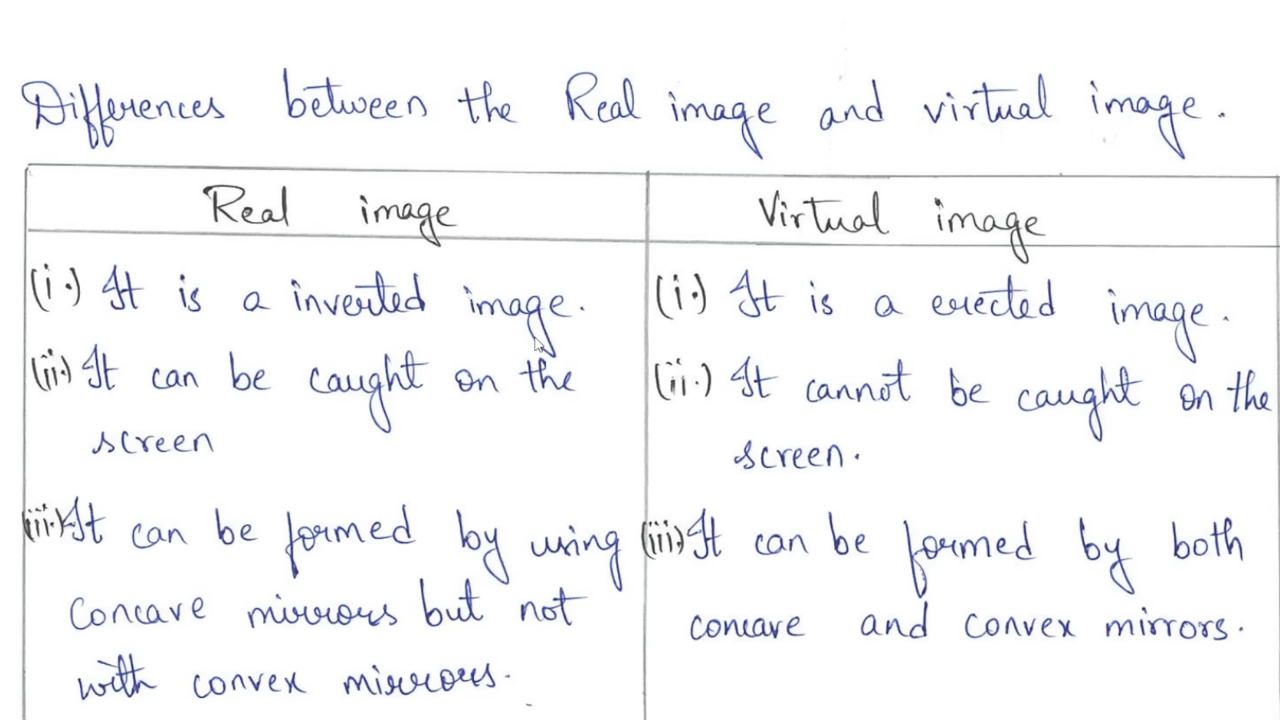 Differences between the Real image and virtual image.
Real image
Virtual image
(i.) It is a inverted image.
(ii.) It can be caught on the
screen
(iii.) It can be formed by using
Concave mirrors but not
with convex mirrors.
(i.) It is a erected image.
(ii.) It cannot be caught on the
screen.
(iii) It can be formed by both
concave and convex mirrors.